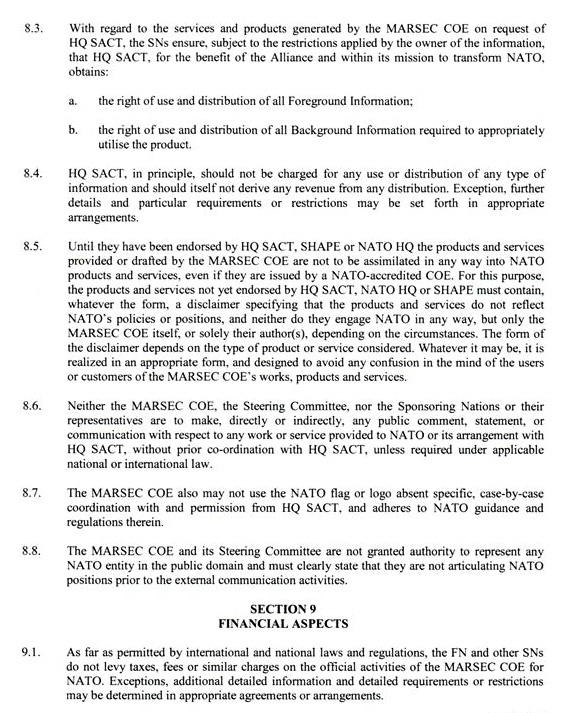 8.3. With regard to the services and products generated by the MARSEC COE on request of
HQ SACT, the SNs ensure, subject to the restrictions applied by the owner of the information,
that HQ SACT, for the benefit of the Alliance and within its mission to transform NATO,
obtains:
a. the right of use and distribution of all Foreground Information;
b. the right of use and distribution of all Background Information required to appropriately
utilise the product.
8.4. HQ SACT, in principle, should not be charged for any use or distribution of any type of
information and should itself not derive any revenue from any distribution. Exception, further
details and particular requirements or restrictions may be set forth in appropriate
arrangements.
8.5. Until they have been endorsed by HQ SACT, SHAPE or NATO HQ the products and services
provided or drafted by the MARSEC COE are not to be assimilated in any way into NATO
products and services, even if they are issued by a NATO-accredited COE. For this purpose,
the products and services not yet endorsed by HQ SACT, NATO HQ or SHAPE must contain,
whatever the form, a disclaimer specifying that the products and services do not reflect
NATO's policies or positions, and neither do they engage NATO in any way, but only the
MARSEC COE itself, or solely their author(s), depending on the circumstances. The form of
the disclaimer depends on the type of product or service considered. Whatever it may be, it is
realized in an appropriate form, and designed to avoid any confusion in the mind of the users
or customers of the MARSEC COE's works, products and services.
8.6. Neither the MARSEC COE, the Steering Committee, nor the Sponsoring Nations or their
representatives are to make, directly or indirectly, any public comment, statement, or
communication with respect to any work or service provided to NATO or its arrangement with
HQ SACT, without prior co-ordination with HQ SACT, unless required under applicable
national or international law.
8.7. The MARSEC COE also may not use the NATO flag or logo absent specific, case-by-case
coordination with and permission from HQ SACT, and adheres to NATO guidance and
regulations therein.
8.8. The MARSEC COE and its Steering Committee are not granted authority to represent any
NATO entity in the public domain and must clearly state that they are not articulating NATO
positions prior to the external communication activities.
SECTION 9
FINANCIAL ASPECTS
9.1. As far as permitted by international and national laws and regulations, the FN and other SNs
do not levy taxes, fees or similar charges on the official activities of the MARSEC COE for
NATO. Exceptions, additional detailed information and detailed requirements or restrictions
may be determined in appropriate agreements or arrangements.